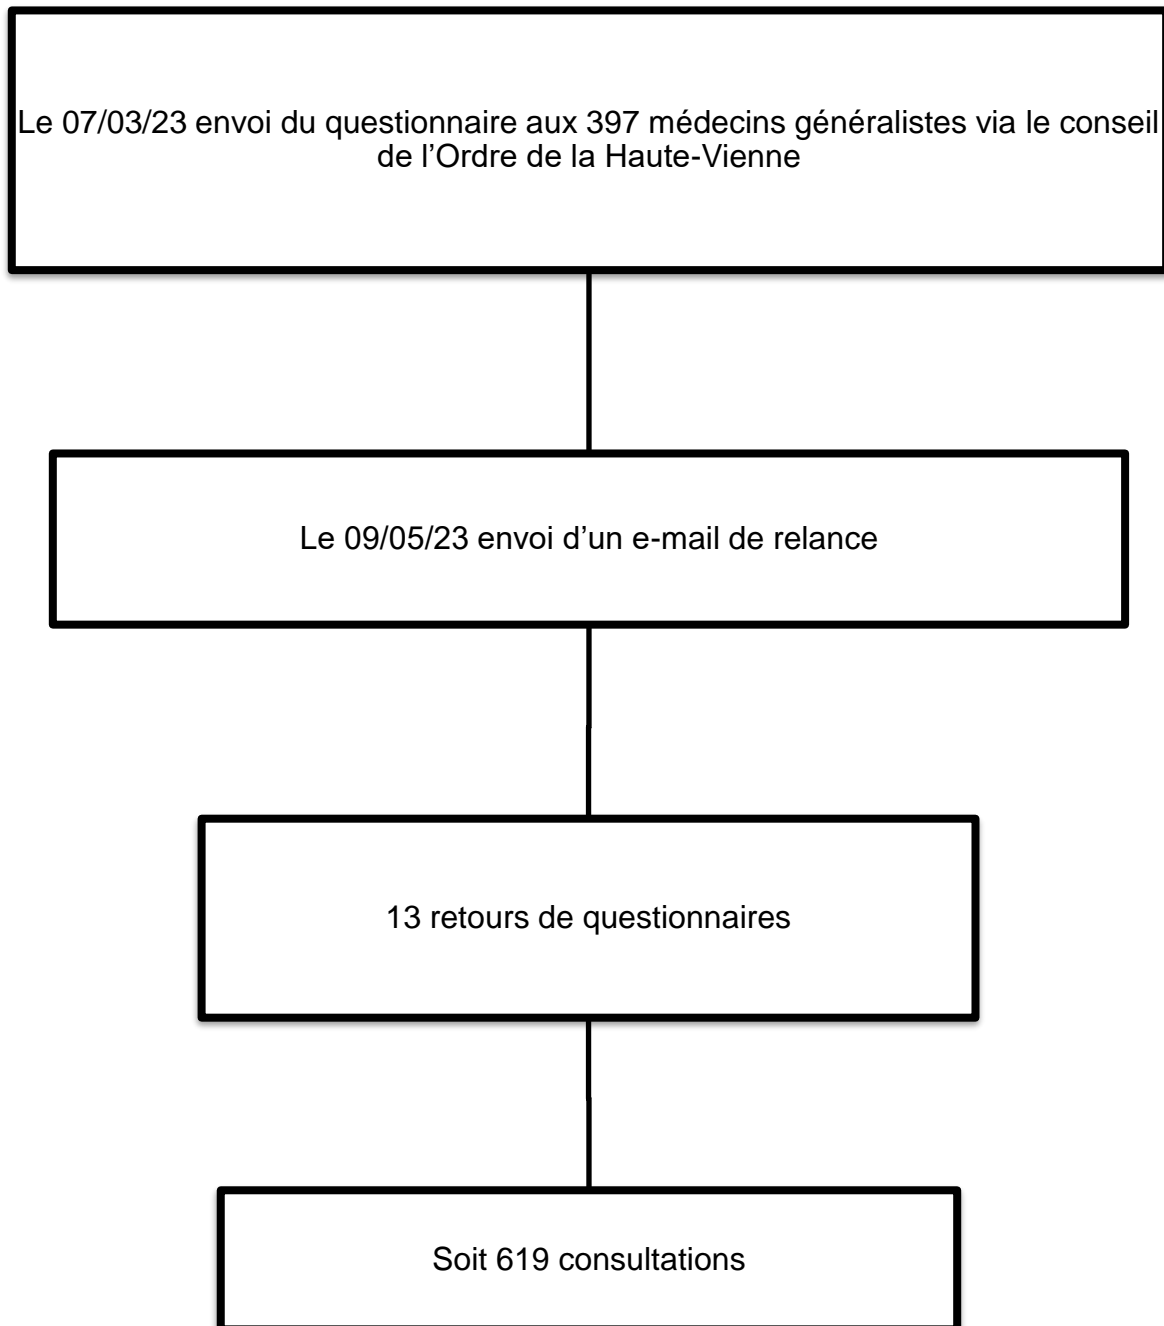 Le 07/03/23 envoi du questionnaire aux 397 médecins généralistes via le conseil
de l’Ordre de la Haute-Vienne
Le 09/05/23 envoi d’un e-mail de relance
13 retours de questionnaires
Soit 619 consultations